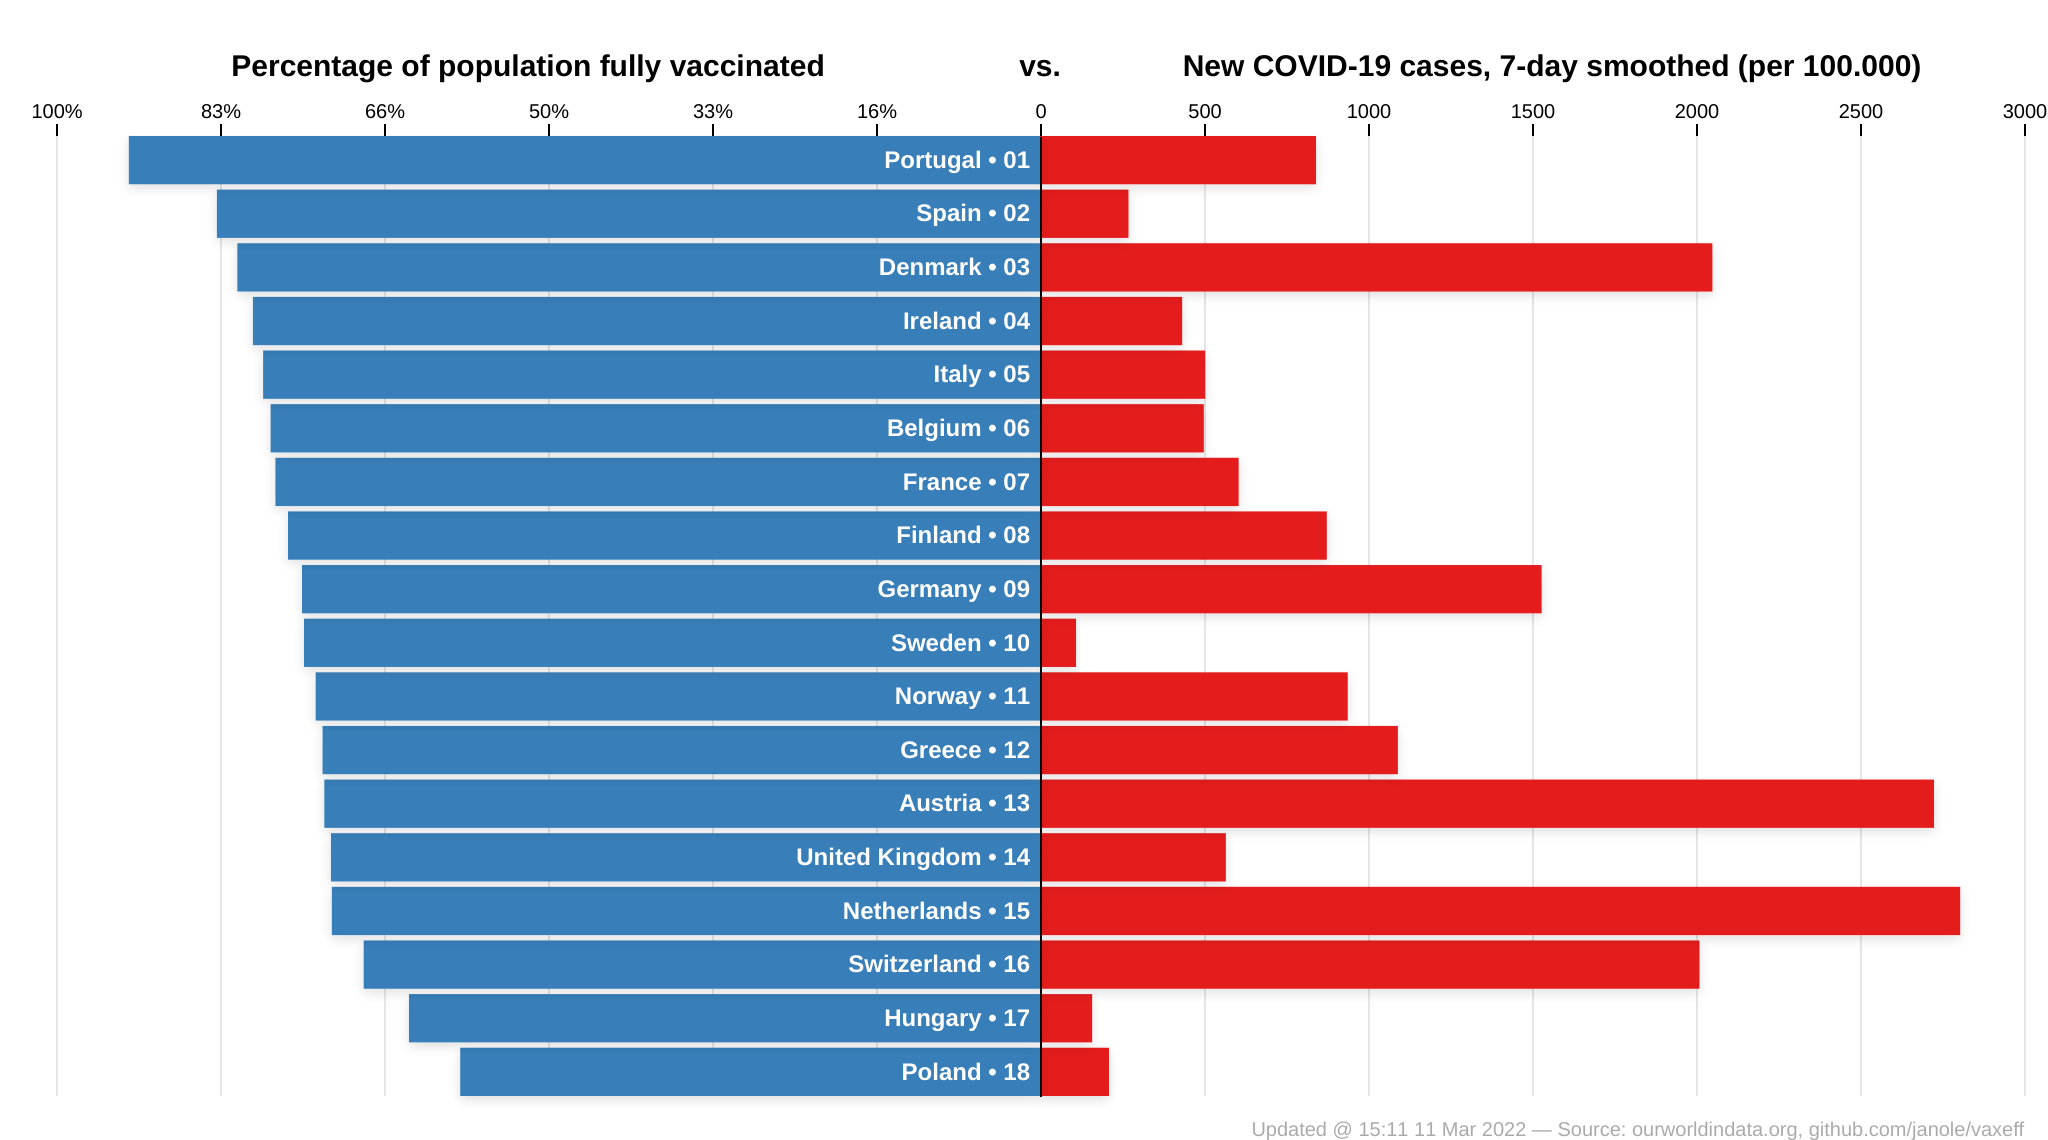 Percentage of population fully vaccinated vs. New COVID-19 cases, 7-day smoothed (per 100.000)
100% 83% 66% 50% 33% 16% 0 500 1000 1500 2000 2500 3000
Portugal • 01
Spain • 02
Denmark • 03
Ireland • 04
Italy • 05
Belgium • 06
France • 07
Finland • 08
Germany • 09
Sweden • 10
Norway • 11
Greece • 12
Austria • 13
United Kingdom • 14
Netherlands • 15
Switzerland • 16
Hungary • 17
Poland • 18
Updated @ 15:11 11 Mar 2022 — Source: ourworldindata.org, github.com/janole/vaxeff